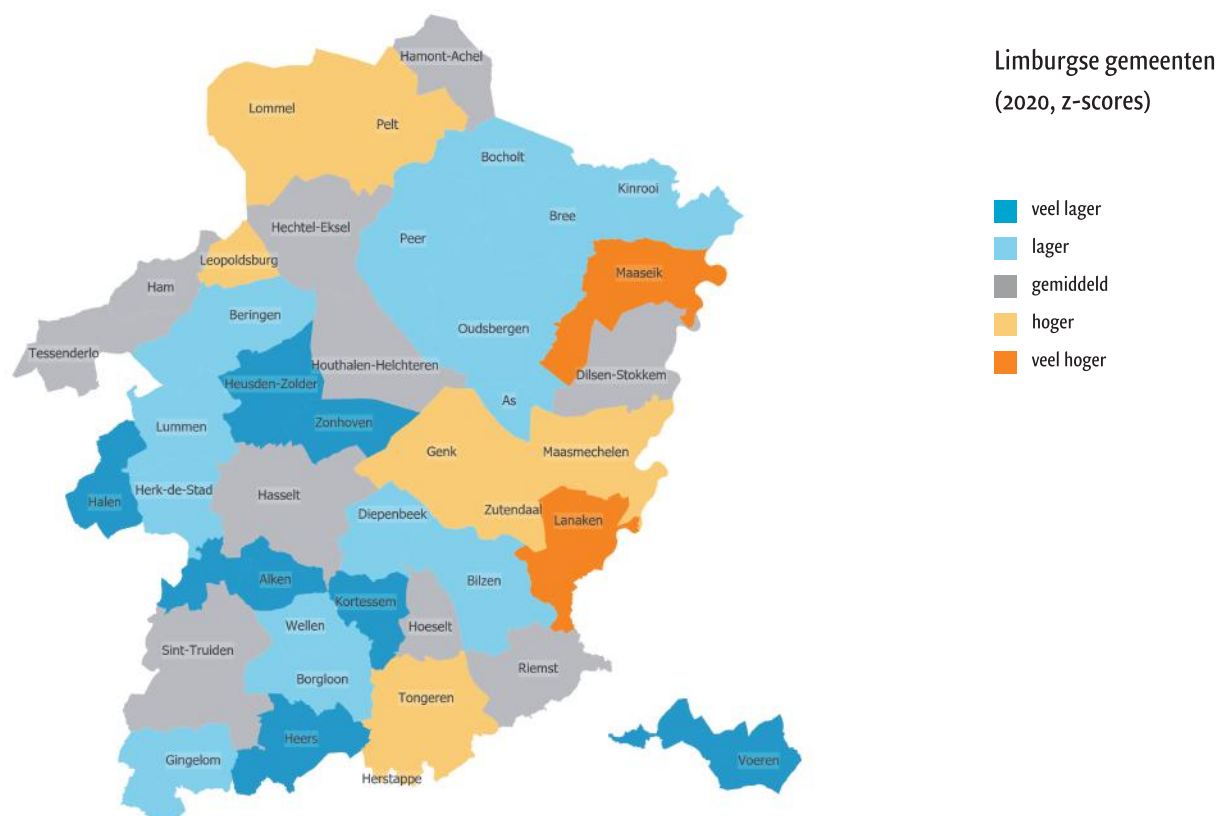 Limburgse gemeenten
(2020, z-scores)
veel lager
lager
gemiddeld
hoger
veel hoger
Hamont-Achel
Lommel
Pelt
Bocholt
Kinrooi
Bree
Hechtel-Eksel
Peer
Leopoldsburg
Maaseik
Ham
Beringen
Oudsbergen
Tessenderlo
Houthalen-Helchteren
Dilsen-Stokkem
Heusden-Zolder
As
Zonhoven
Lummen
Genk
Maasmechelen
Herk-de-Stad
Hasselt
Halen
Diepenbeek
Zutendaal
Lanaken
Alken
Bilzen
Kortessem
Wellen
Hoeselt
Sint-Truiden
Riemst
Borgloon
Tongeren
Heers
Gingelom
Voeren
Herstappe